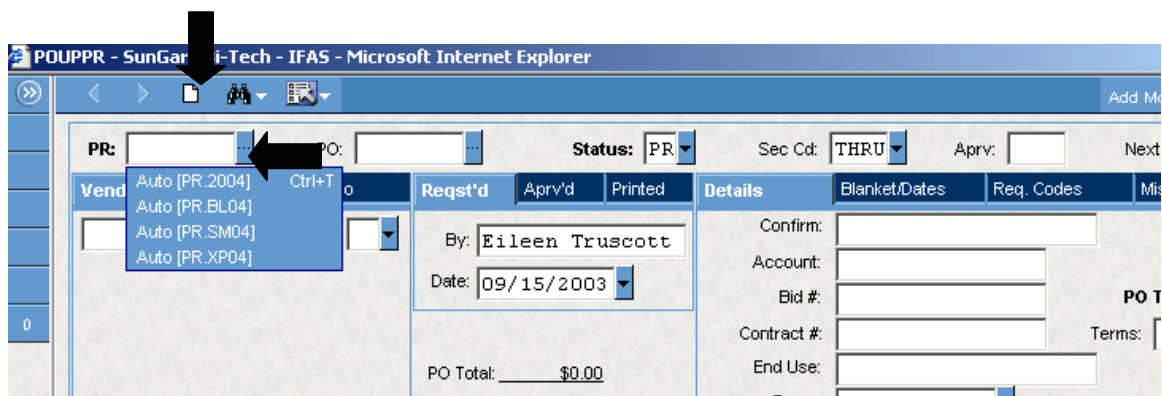 POUPPR - SunGar i-Tech - IFAS - Microsoft Internet Explorer
Add Mo
PR: PO: Status: PR Sec Cd: THRU Aprv: Next
Auto [PR.2004] Ctrl+T
Auto [PR.BL04]
Auto [PR.SM04]
Auto [PR.XP04]
Vend o Reqst'd Aprv'd Printed Details Blanket/Dates Req. Codes Mis
By: Eileen Truscott Confirm:
Date: 09/15/2003 Account:
Bid #: PO T
0
Contract #: Terms:
PO Total: $0.00 End Use: